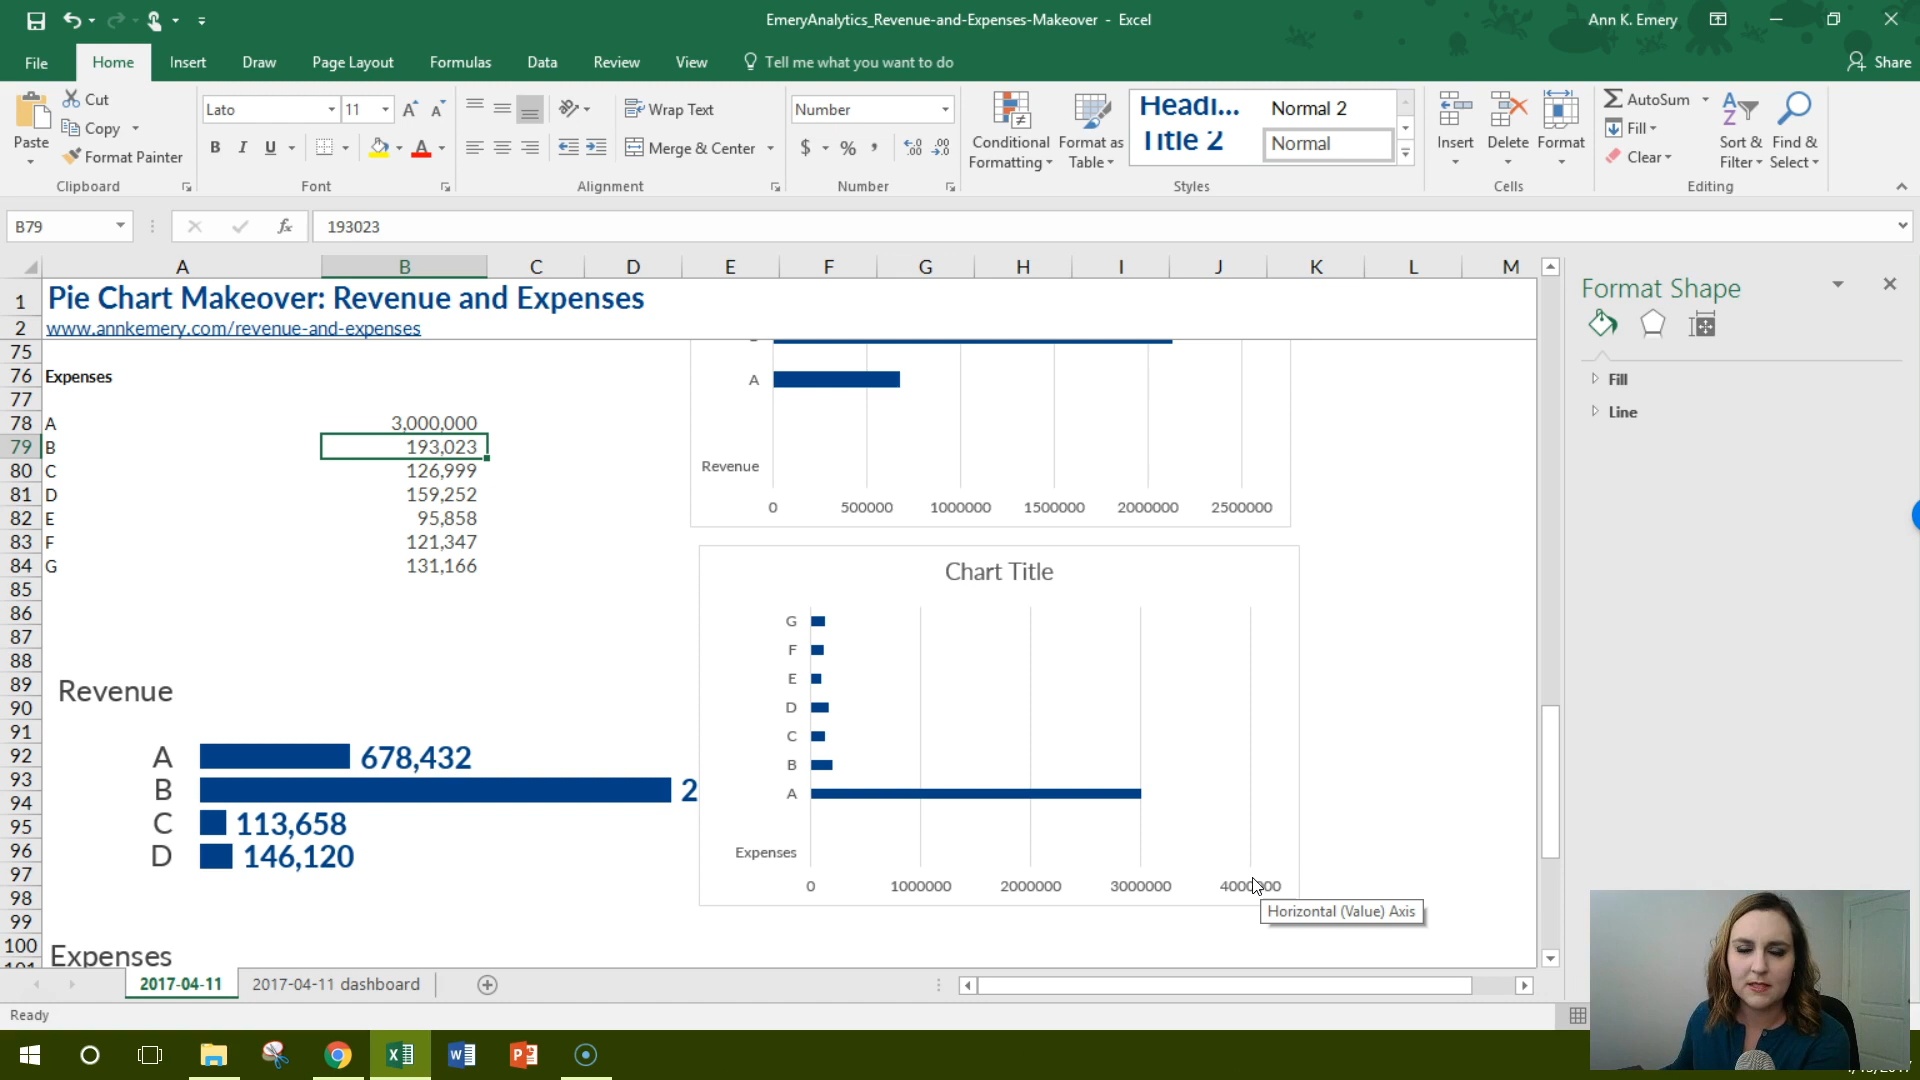 EmeryAnalytics_Revenue-and-Expenses-Makeover - Excel
Ann K. Emery
File Home Insert Draw Page Layout Formulas Data Review View Tell me what you want to do Share
Paste
Cut
Copy
Format Painter
Clipboard
Lato 11
B I U
Font
Wrap Text
Merge & Center
Alignment
Number
$ % ,
Number
Conditional Formatting
Format as Table
Headi... Normal 2
Title 2 Normal
Styles
Insert Delete Format
Cells
AutoSum
Fill
Clear
Sort & Filter
Find & Select
Editing
B79 fx 193023
A B C D E F G H I J K L M
1 Pie Chart Makeover: Revenue and Expenses
2 www.annkemery.com/revenue-and-expenses
75
76 Expenses
77
78 A 3,000,000
79 B 193,023
80 C 126,999
81 D 159,252
82 E 95,858
83 F 121,347
84 G 131,166
85
86
87
88
89
90
91
92
93
94
95
96
97
98
99
100
Revenue
A 678,432
B 2
C 113,658
D 146,120
Expenses
A
Revenue
0 500000 1000000 1500000 2000000 2500000
Chart Title
G
F
E
D
C
B
A
Expenses
0 1000000 2000000 3000000 4000000
Horizontal (Value) Axis
Format Shape
Fill
Line
2017-04-11 2017-04-11 dashboard
Ready